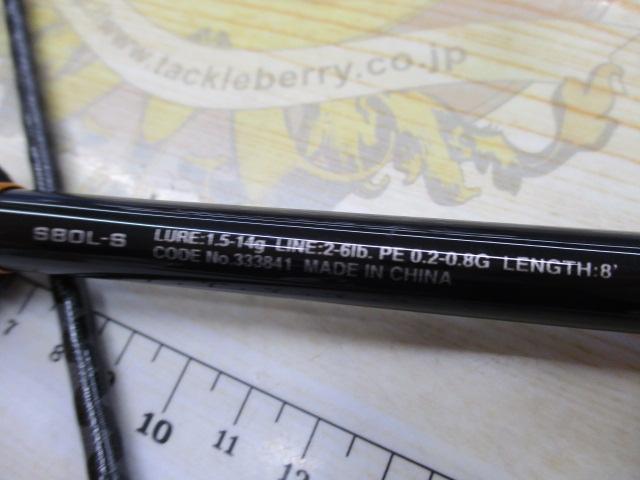 www.tackleberry.co.jp
S80L-S LURE:1.5-14g LINE:2-6lb. PE 0.2-0.8G LENGTH:8'
CODE No.333841 MADE IN CHINA
7 8 10 11 12